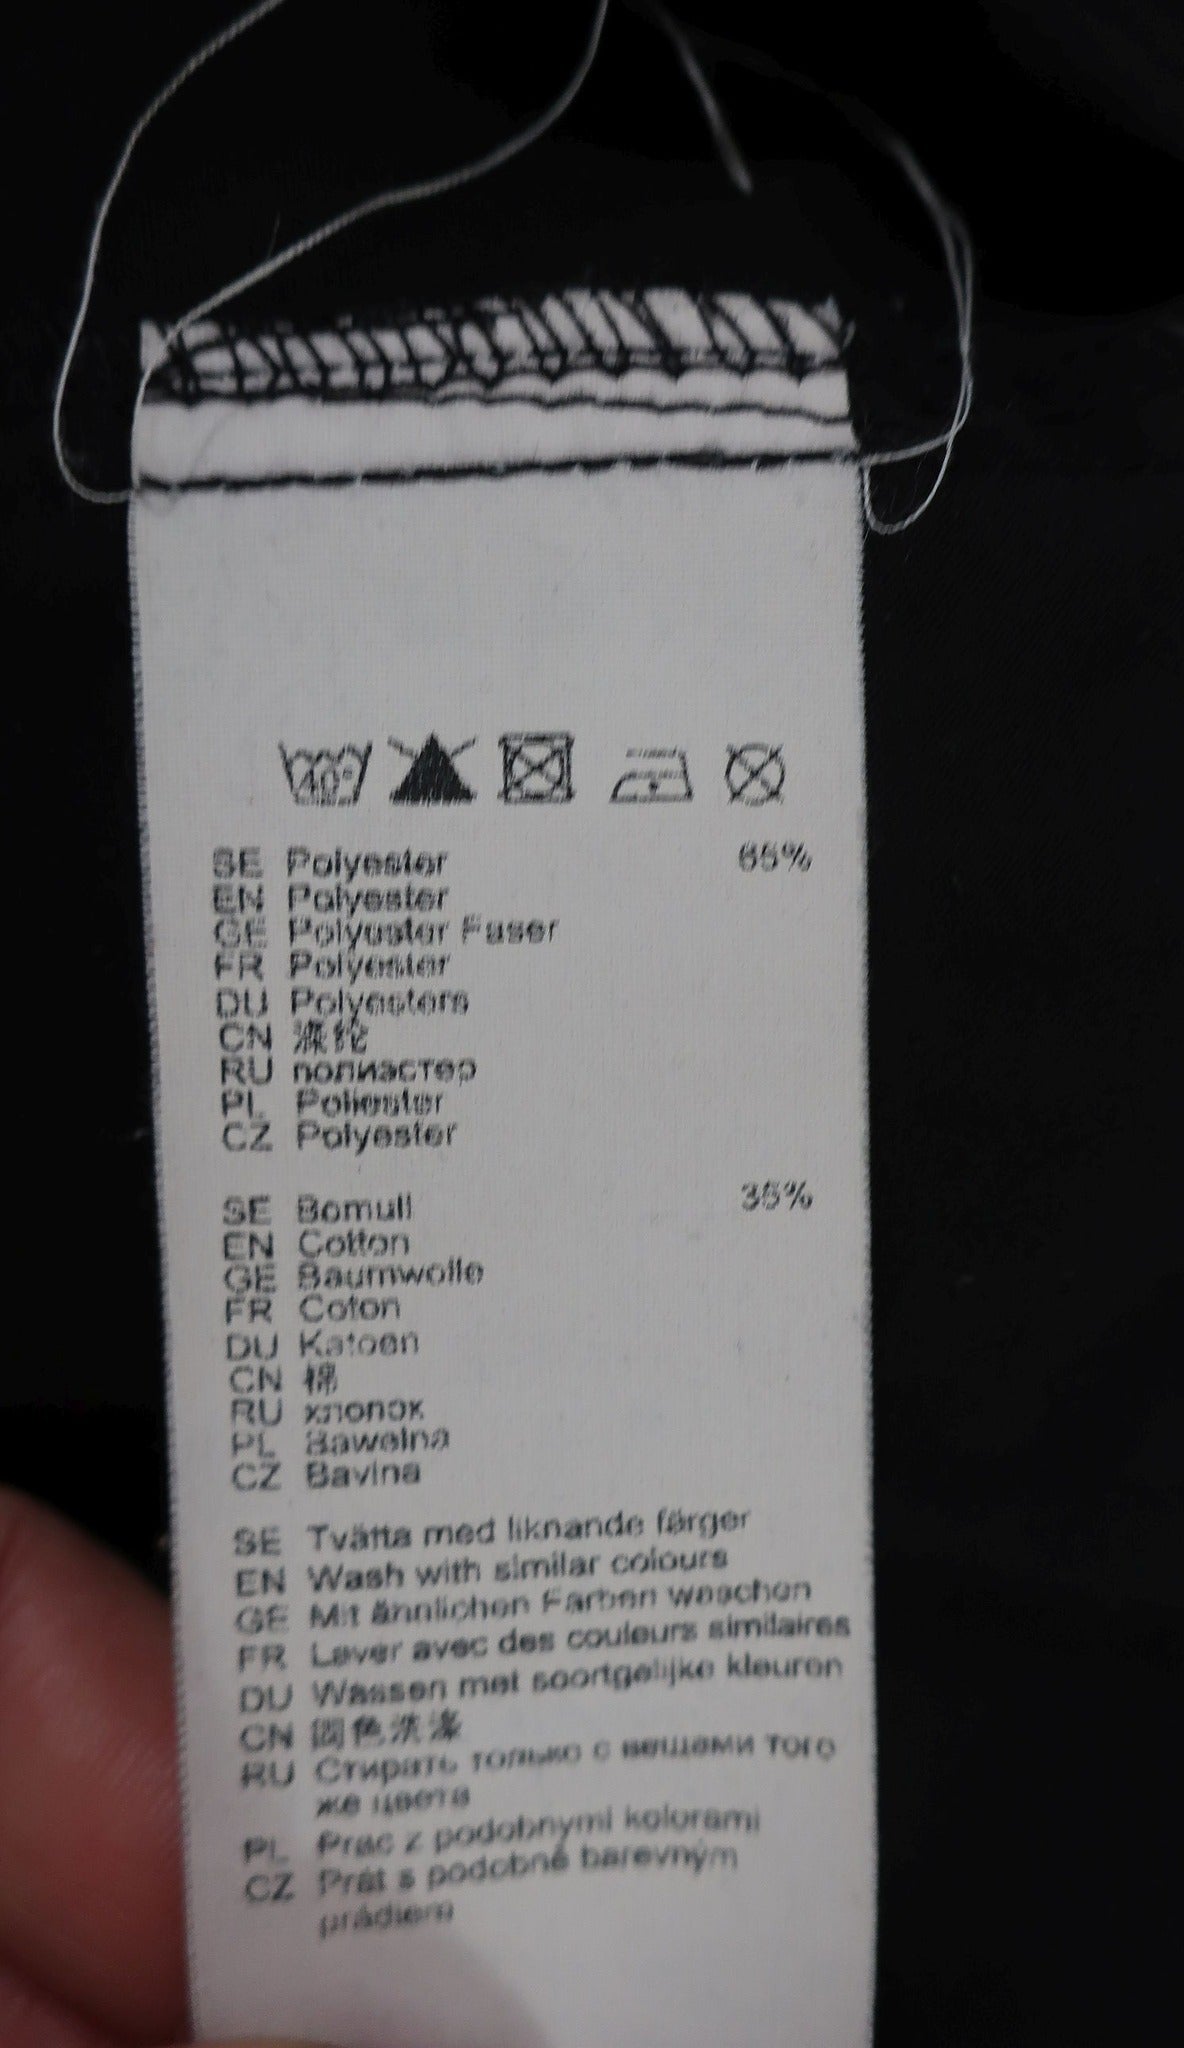 40°
SE Polyester 65%
EN Polyester
GE Polyester Faser
FR Polyester
DU Polyesters
CN 涤纶
RU полиэстер
PL Poliester
CZ Polyester
SE Bomull 35%
EN Cotton
GE Baumwolle
FR Coton
DU Katoen
CN 棉
RU хлопок
PL Bawelna
CZ Bavlna
SE Tvätta med liknande färger
EN Wash with similar colours
GE Mit ähnlichen Farben waschen
FR Laver avec des couleurs similaires
DU Wassen met soortgelijke kleuren
CN 同色洗涤
RU Стирать только с вещами того
же цвета
PL Prac z podobnymi kolorami
CZ Prát s podobně barevným
prádlem